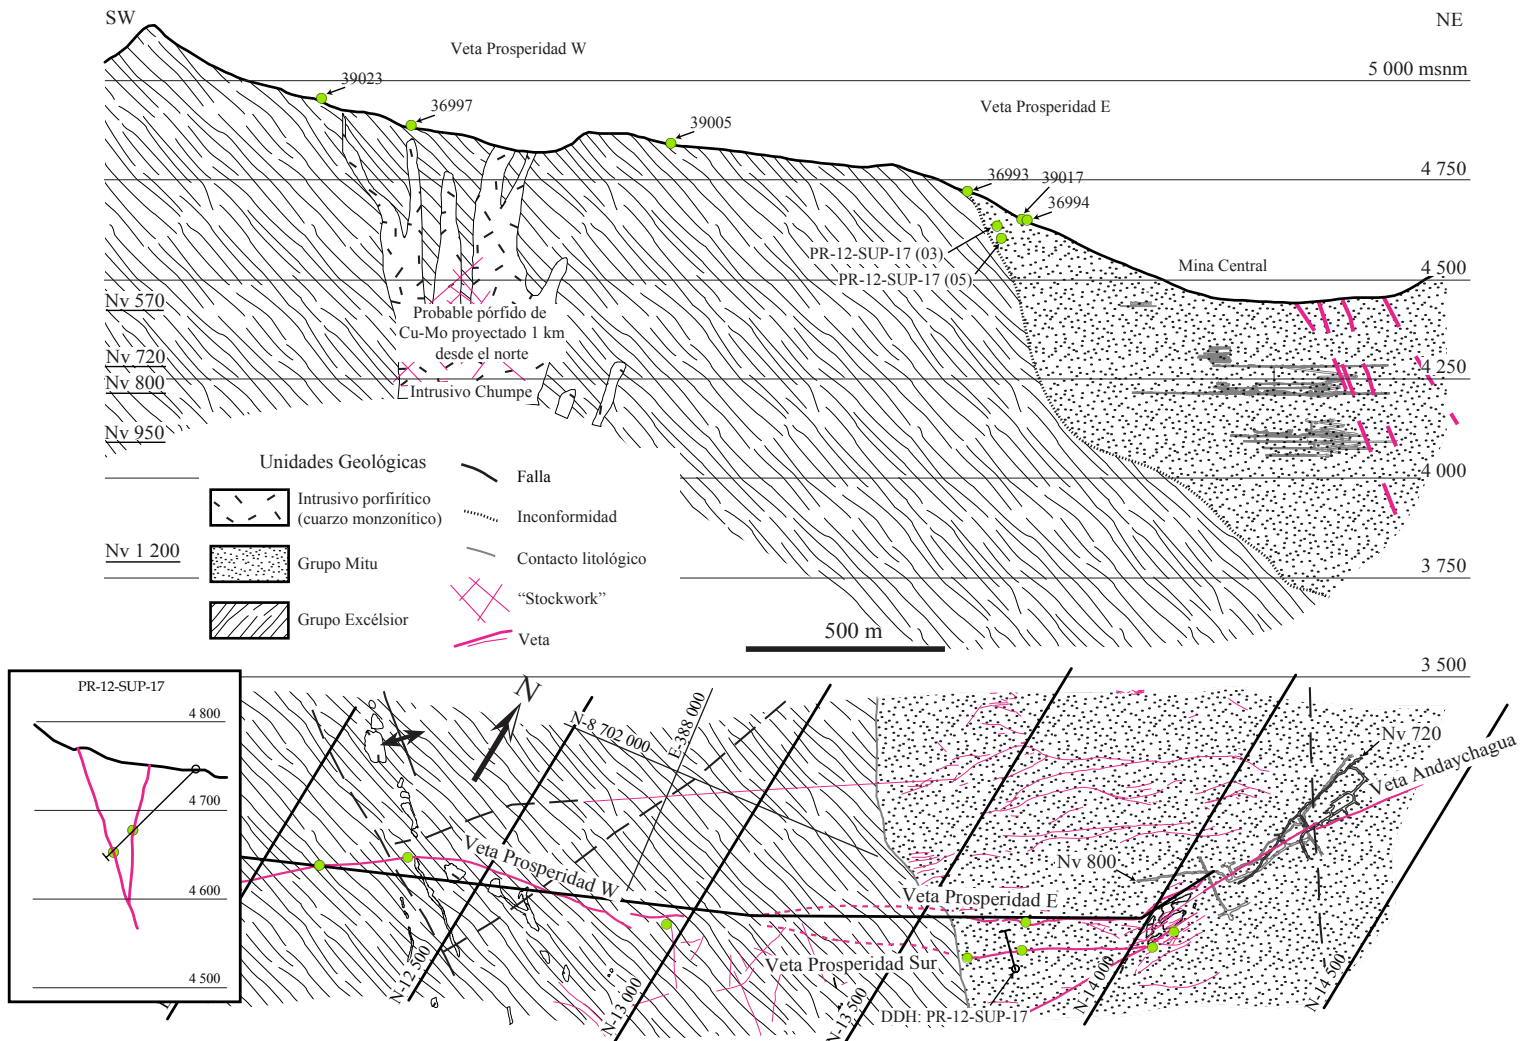 SW
NE
Veta Prosperidad W
5 000 msnm
39023
36997
Veta Prosperidad E
39005
4 750
36993
39017
36994
PR-12-SUP-17 (03)
PR-12-SUP-17 (05)
Mina Central
4 500
Nv 570
Probable pórfido de
Cu-Mo proyectado 1 km
desde el norte
Nv 720
Nv 800
Intrusivo Chumpe
4 250
Nv 950
4 000
Unidades Geológicas
Intrusivo porfirítico
(cuarzo monzonítico)
Grupo Mitu
Grupo Excélsior
Falla
Inconformidad
Contacto litológico
“Stockwork”
Veta
Nv 1 200
3 750
500 m
3 500
PR-12-SUP-17
4 800
4 700
4 600
4 500
N
N-8 702 000
E-388 000
Nv 720
Veta Andaychagua
Nv 800
Veta Prosperidad W
Veta Prosperidad E
Veta Prosperidad Sur
DDH: PR-12-SUP-17
N-12 500
N-13 000
N-13 500
N-14 000
N-14 500